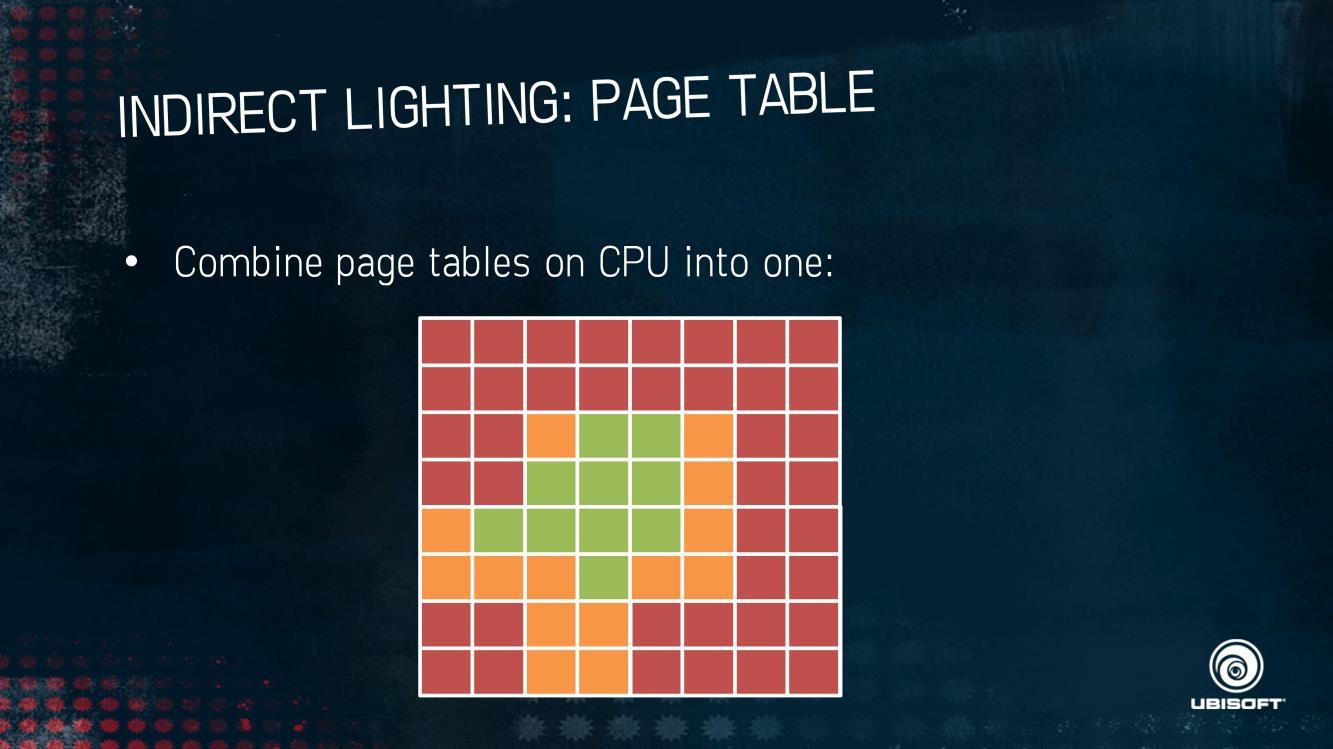 INDIRECT LIGHTING: PAGE TABLE
• Combine page tables on CPU into one:
UBISOFT